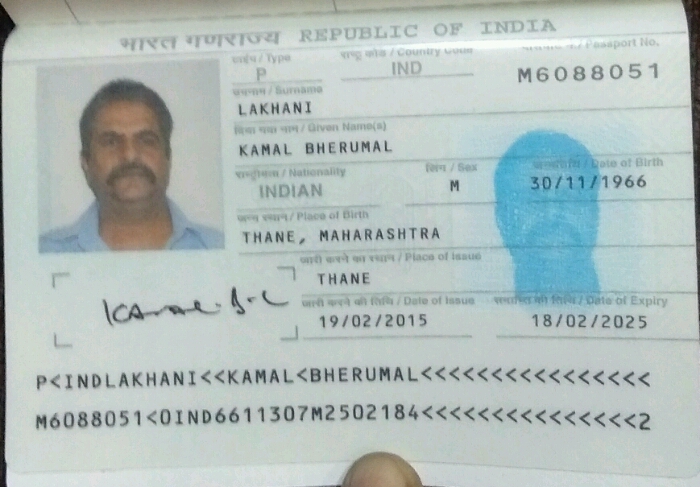 भारत गणराज्य REPUBLIC OF INDIA
टाईप / Type राष्ट्र कोड / Country Code / Passport No.
P IND M6088051
उपनाम / Surname
LAKHANI
दिया गया नाम / Given Name(s)
KAMAL BHERUMAL
राष्ट्रीयता / Nationality लिंग / Sex जन्मतिथि / Date of Birth
INDIAN M 30/11/1966
जन्म स्थान / Place of Birth
THANE, MAHARASHTRA
जारी करने का स्थान / Place of Issue
THANE
जारी करने की तिथि / Date of Issue समाप्ति की तिथि / Date of Expiry
19/02/2015 18/02/2025
P<INDLAKHANI<<KAMAL<BHERUMAL<<<<<<<<<<<<<<<<
M6088051<0IND6611307M2502184<<<<<<<<<<<<<<<2